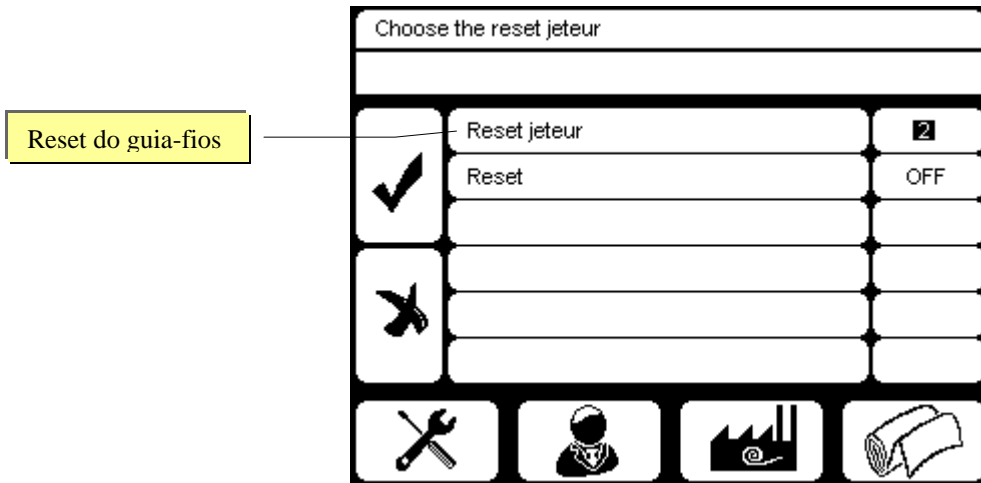 Choose the reset jeteur
Reset do guia-fios
Reset jeteur 2
Reset OFF